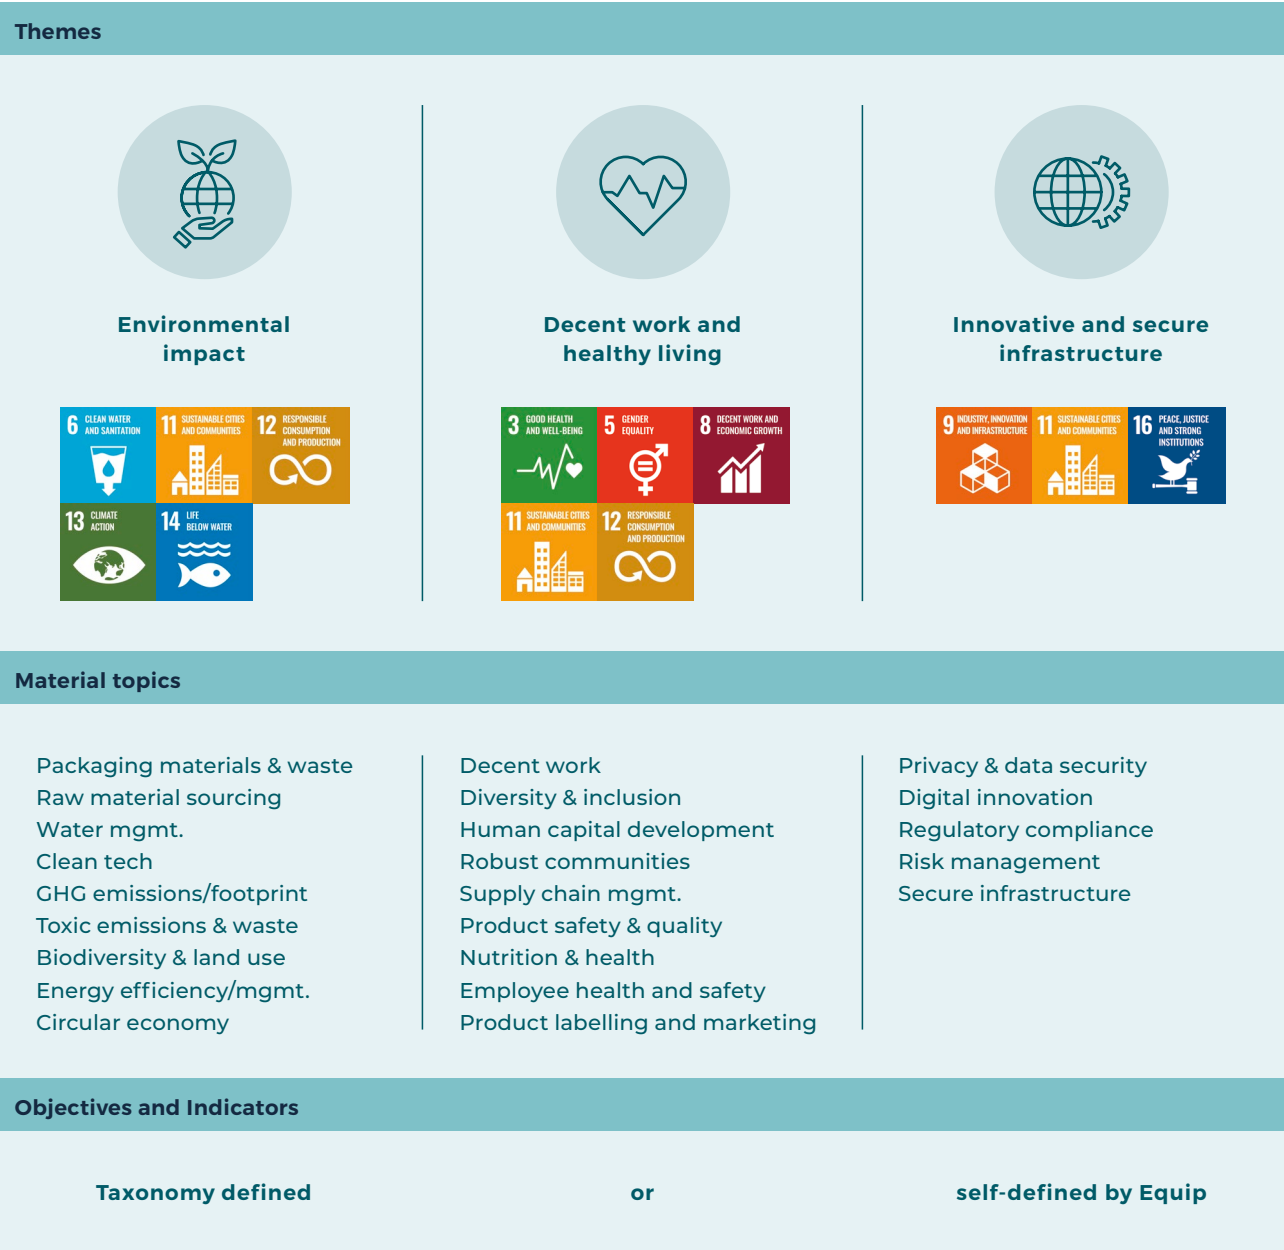 Themes
Environmental
impact
6 CLEAN WATER
AND SANITATION
11 SUSTAINABLE CITIES
AND COMMUNITIES
12 RESPONSIBLE
CONSUMPTION
AND PRODUCTION
13 CLIMATE
ACTION
14 LIFE
BELOW WATER
Decent work and
healthy living
3 GOOD HEALTH
AND WELL-BEING
5 GENDER
EQUALITY
8 DECENT WORK AND
ECONOMIC GROWTH
11 SUSTAINABLE CITIES
AND COMMUNITIES
12 RESPONSIBLE
CONSUMPTION
AND PRODUCTION
Innovative and secure
infrastructure
9 INDUSTRY, INNOVATION
AND INFRASTRUCTURE
11 SUSTAINABLE CITIES
AND COMMUNITIES
16 PEACE, JUSTICE
AND STRONG
INSTITUTIONS
Material topics
Packaging materials & waste
Raw material sourcing
Water mgmt.
Clean tech
GHG emissions/footprint
Toxic emissions & waste
Biodiversity & land use
Energy efficiency/mgmt.
Circular economy
Decent work
Diversity & inclusion
Human capital development
Robust communities
Supply chain mgmt.
Product safety & quality
Nutrition & health
Employee health and safety
Product labelling and marketing
Privacy & data security
Digital innovation
Regulatory compliance
Risk management
Secure infrastructure
Objectives and Indicators
Taxonomy defined
or
self-defined by Equip